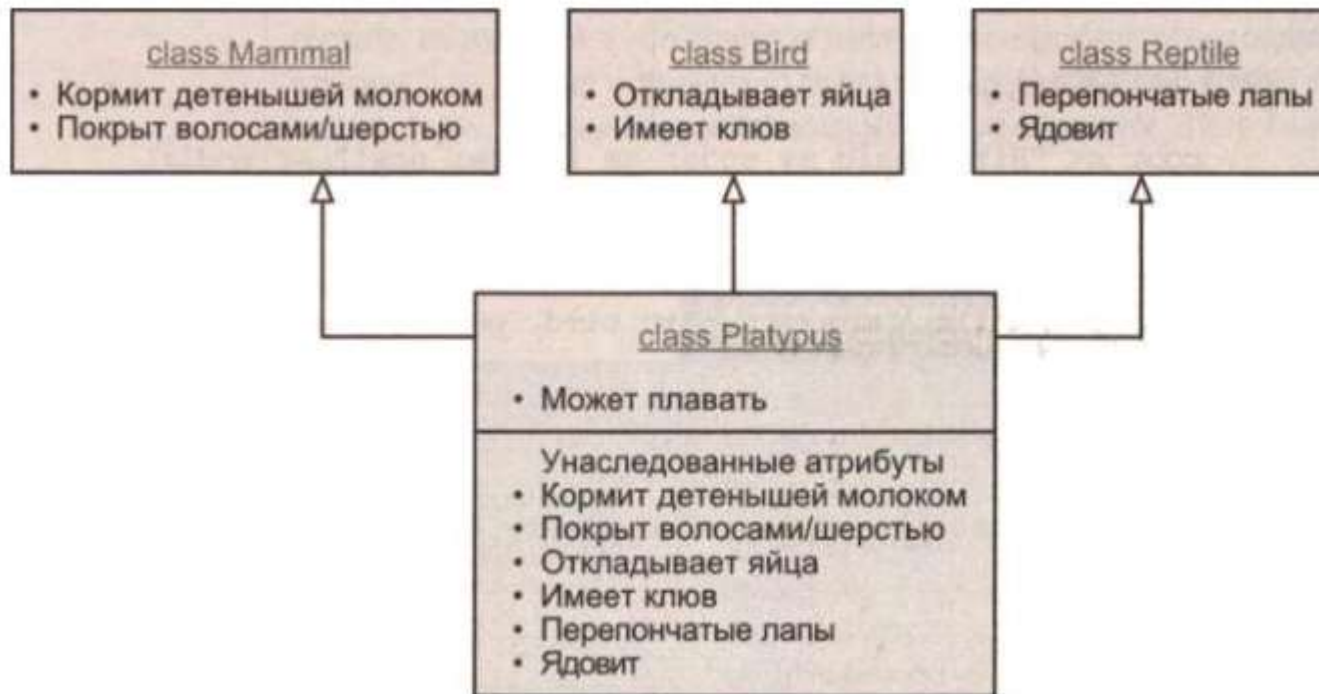 class Mammal
• Кормит детенышей молоком
• Покрыт волосами/шерстью
class Bird
• Откладывает яйца
• Имеет клюв
class Reptile
• Перепончатые лапы
• Ядовит
class Platypus
• Может плавать
Унаследованные атрибуты
• Кормит детенышей молоком
• Покрыт волосами/шерстью
• Откладывает яйца
• Имеет клюв
• Перепончатые лапы
• Ядовит